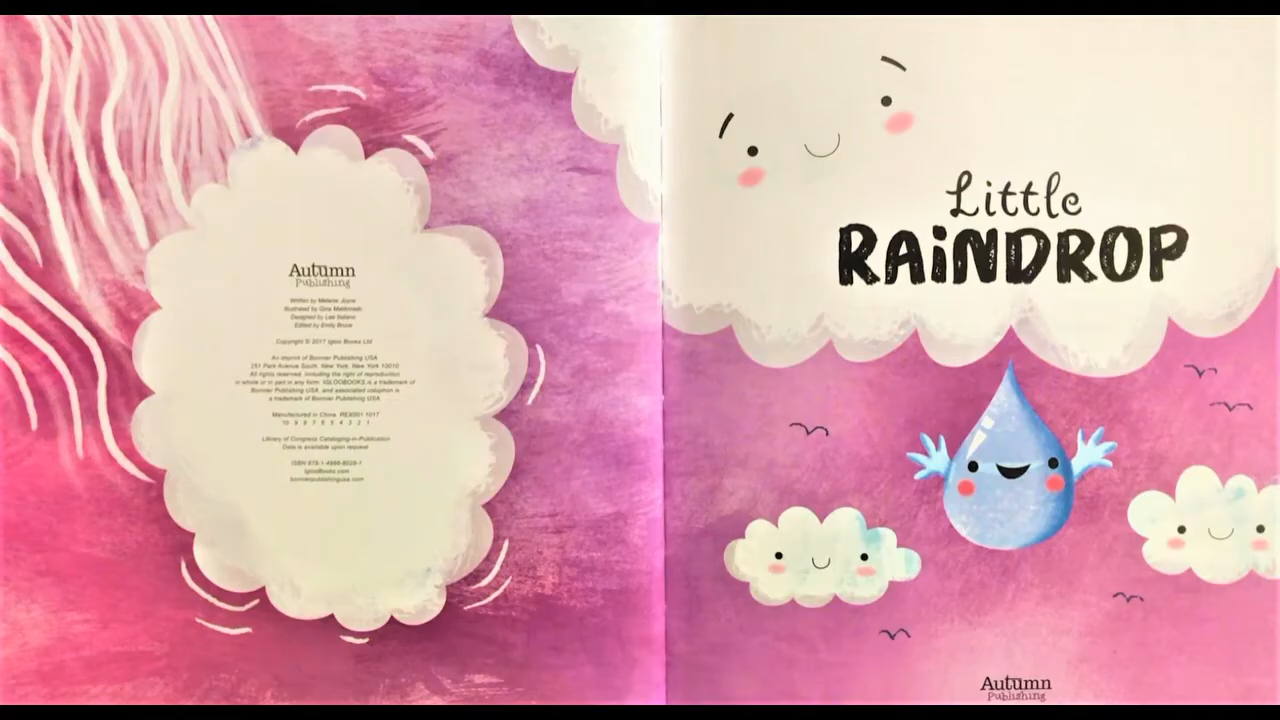 Autumn
Publishing
Written by Melanie Joyce
Illustrated by Gina Maldonado
Designed by Lee Italiano
Edited by Emily Bruce
Copyright © 2017 Igloo Books Ltd
An imprint of Bonnier Publishing USA
251 Park Avenue South, New York, New York 10010
All rights reserved, including the right of reproduction
in whole or in part in any form. IGLOOBOOKS is a trademark of
Bonnier Publishing USA, and associated colophon is
a trademark of Bonnier Publishing USA.
Manufactured in China. 1017
10 9 8 7 6 5 4 3 2 1
Library of Congress Cataloging-in-Publication
Data is available upon request
ISBN
igloobooks.com
bonnierpublishingusa.com
Little
RAiNDROP
Autumn
Publishing